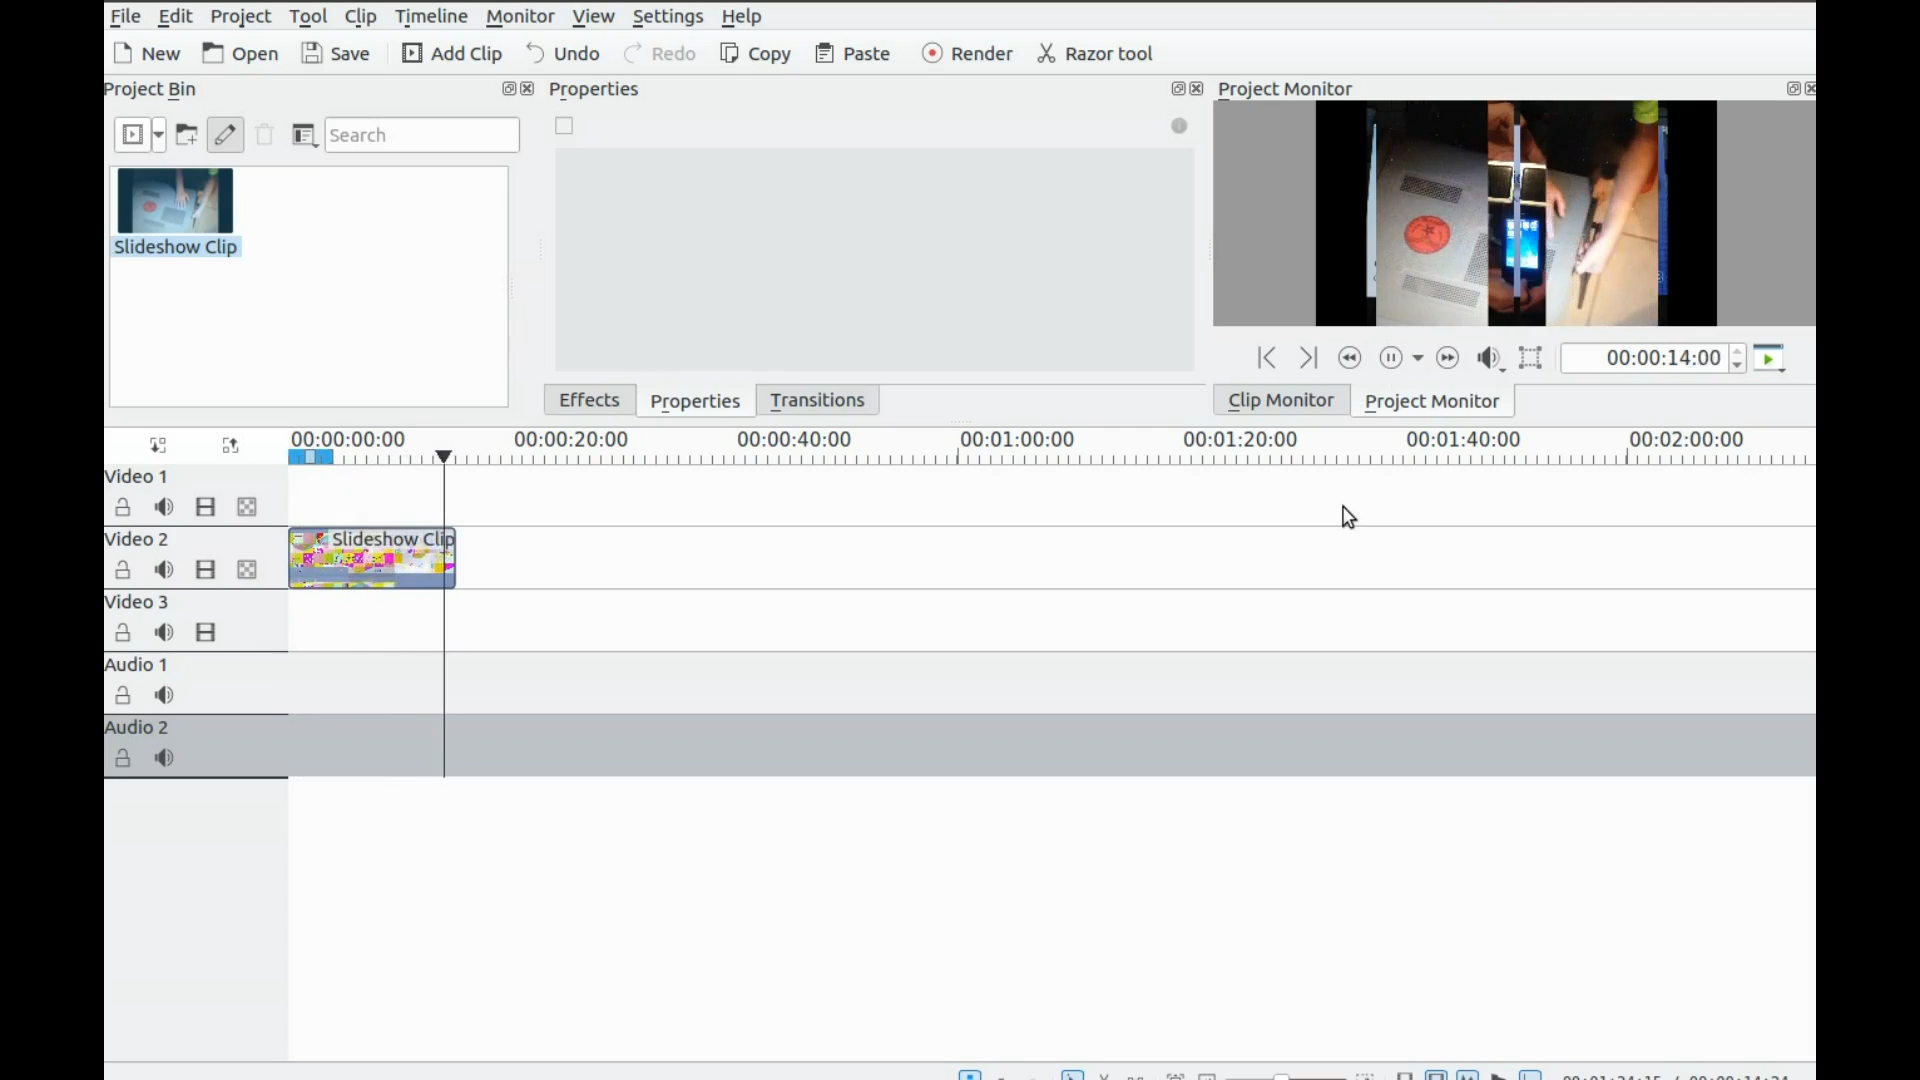 File Edit Project Tool Clip Timeline Monitor View Settings Help
New Open Save Add Clip Undo Redo Copy Paste Render Razor tool
Project Bin
Properties
Project Monitor
Search
Slideshow Clip
00:00:14:00
Effects Properties Transitions
Clip Monitor Project Monitor
00:00:00:00 00:00:20:00 00:00:40:00 00:01:00:00 00:01:20:00 00:01:40:00 00:02:00:00
Video 1
Video 2
Slideshow Clip
Video 3
Audio 1
Audio 2